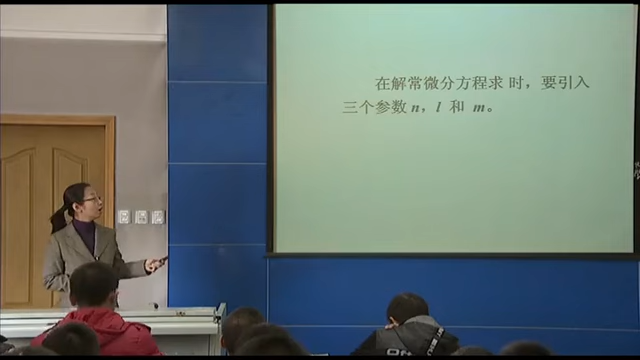 在解常微分方程求 时，要引入
三个参数 n，l 和 m。